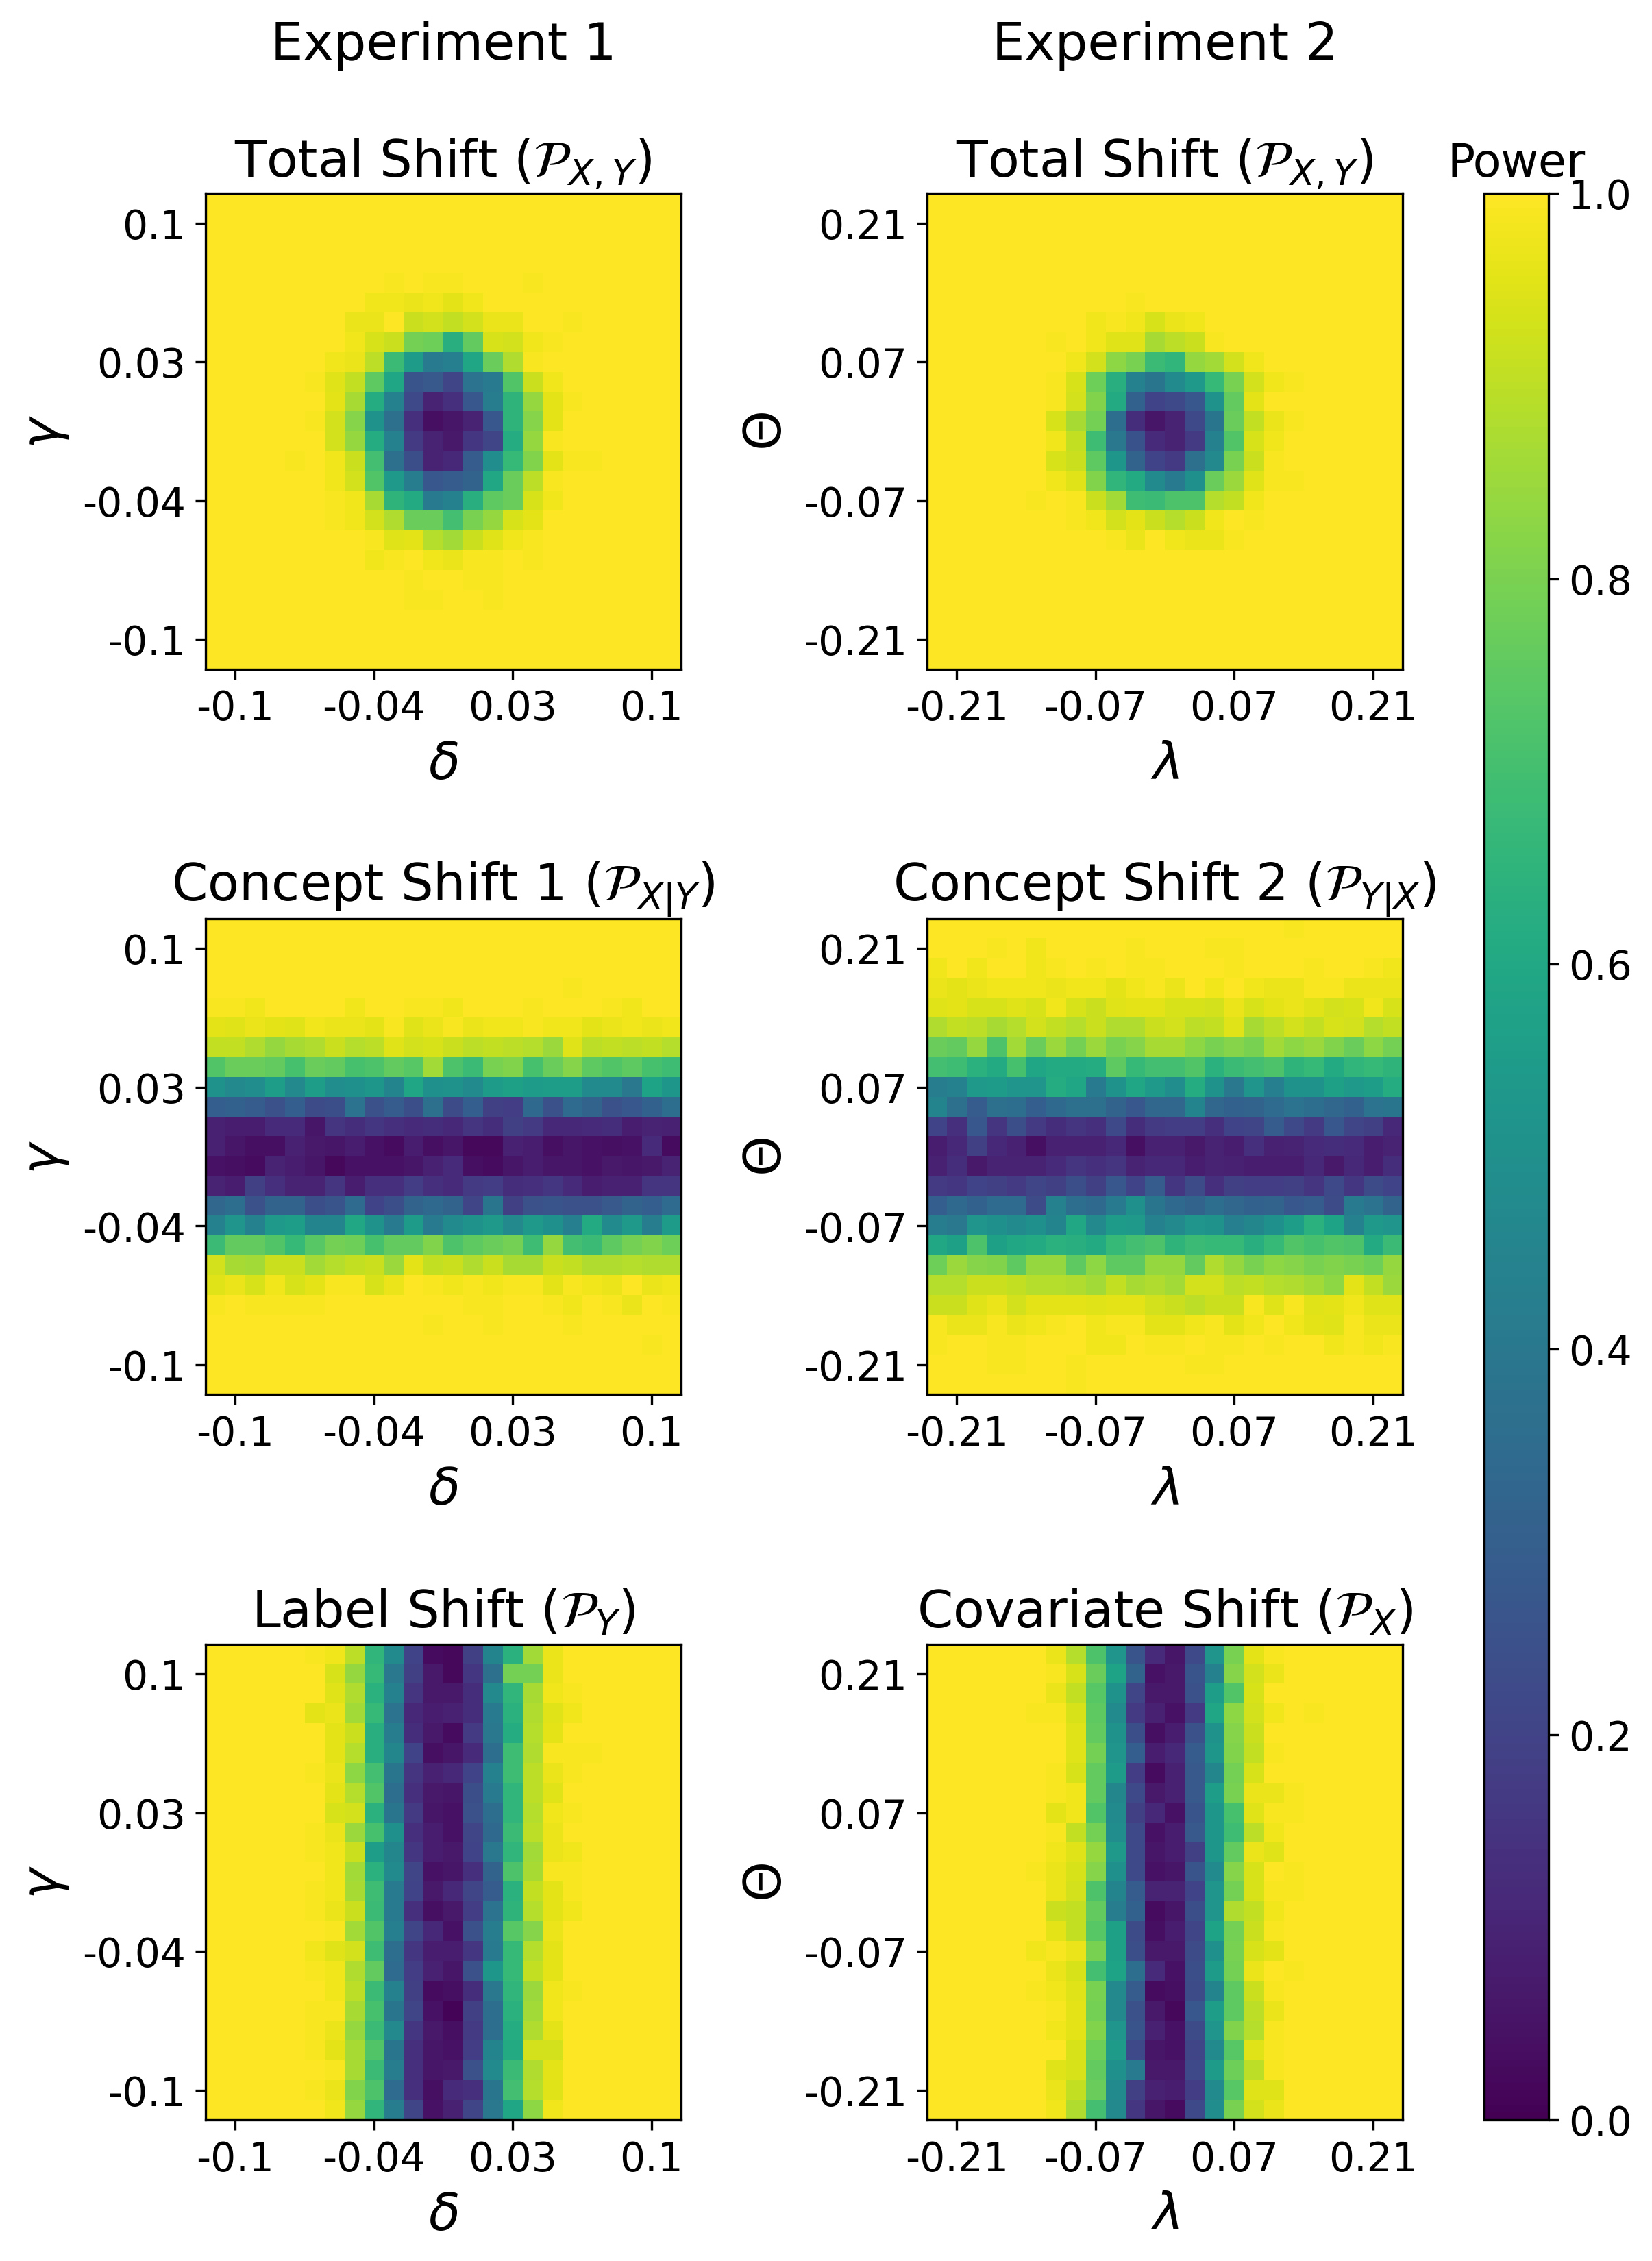 Experiment 1
Experiment 2
Total Shift (𝒫_{X, Y})
Total Shift (𝒫_{X, Y})
Power
0.1
0.03
-0.04
-0.1
γ
-0.1 -0.04 0.03 0.1
δ
0.21
0.07
-0.07
-0.21
Θ
-0.21 -0.07 0.07 0.21
λ
Concept Shift 1 (𝒫_{X|Y})
Concept Shift 2 (𝒫_{Y|X})
0.1
0.03
-0.04
-0.1
γ
-0.1 -0.04 0.03 0.1
δ
0.21
0.07
-0.07
-0.21
Θ
-0.21 -0.07 0.07 0.21
λ
Label Shift (𝒫_Y)
Covariate Shift (𝒫_X)
0.1
0.03
-0.04
-0.1
γ
-0.1 -0.04 0.03 0.1
δ
0.21
0.07
-0.07
-0.21
Θ
-0.21 -0.07 0.07 0.21
λ
1.0
0.8
0.6
0.4
0.2
0.0